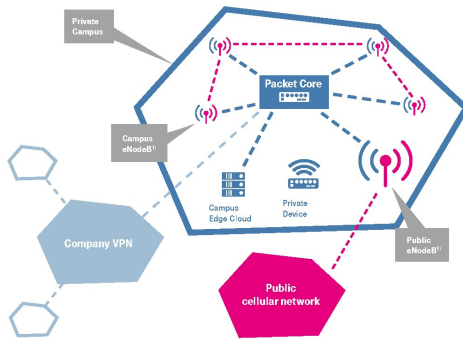 Private
Campus
Packet Core
Campus
eNodeB¹⁾
Campus
Edge Cloud
Private
Device
Public
eNodeB¹⁾
Company VPN
Public
cellular network